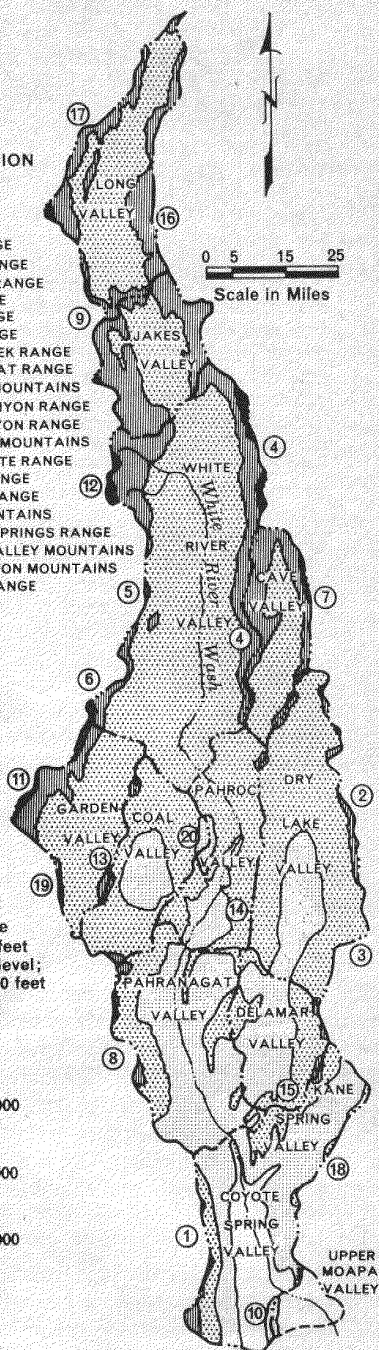 ION
GE
NGE
RANGE
E
GE
GE
EK RANGE
AT RANGE
MOUNTAINS
NYON RANGE
YON RANGE
MOUNTAINS
TE RANGE
NGE
ANGE
NTAINS
SPRINGS RANGE
ALLEY MOUNTAINS
ON MOUNTAINS
ANGE
N
0 5 15 25
Scale in Miles
17
LONG
VALLEY
16
9
JAKES
VALLEY
4
WHITE
12
White River Wash
RIVER
CAVE
5
7
VALLEY
VALLEY
4
6
DRY
11
PAHROC
2
GARDEN
COAL
LAKE
VALLEY
20
13
VALLEY
VALLEY
VALLEY
19
14
3
e
feet
level;
0 feet
PAHRANAGAT
VALLEY
DELAMAR
VALLEY
8
15
KANE
000
SPRING
VALLEY
18
000
COYOTE
SPRING
1
VALLEY
000
UPPER
MOAPA
VALLEY
10